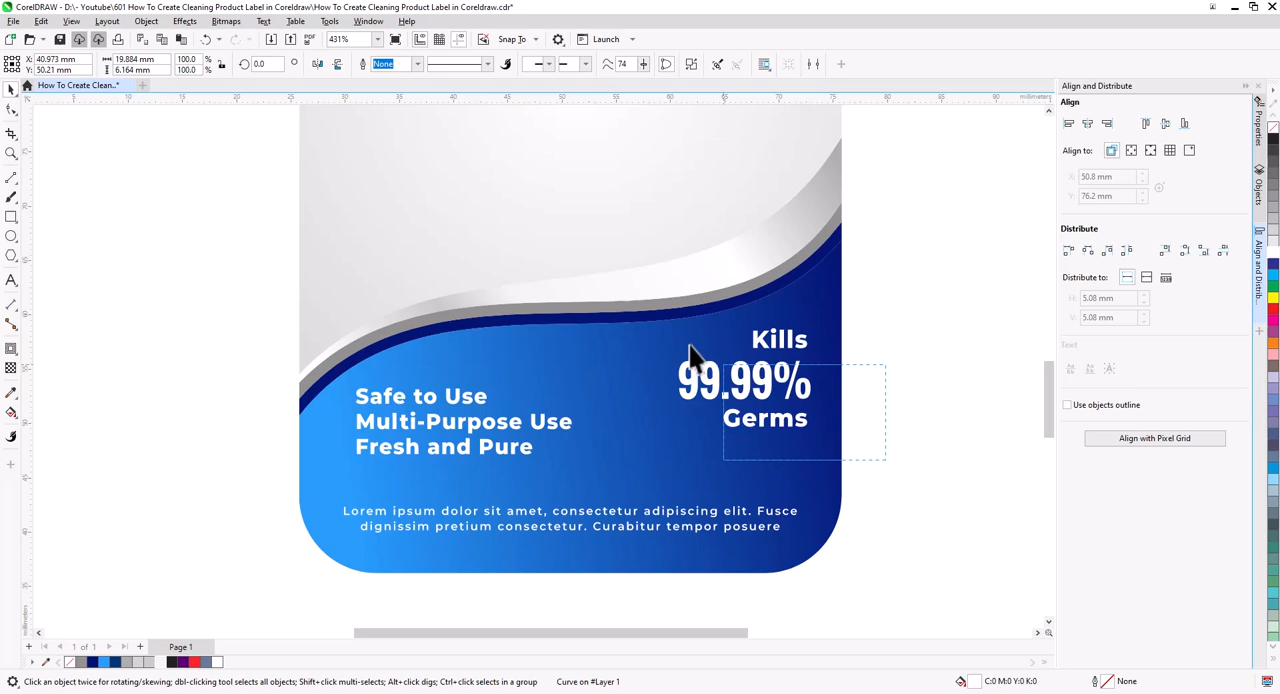 CorelDRAW - D:\- Youtube\601 How To Create Cleaning Product Label in Coreldraw\How To Create Cleaning Product Label in Coreldraw.cdr*
File Edit View Layout Object Effects Bitmaps Text Table Tools Window Help
PDF 431% Snap To Launch
X: 40.973 mm 19.884 mm 100.0 % 0.0 None 74
Y: 50.21 mm 6.164 mm 100.0 %
How To Create Clean..*
millimeters
Kills
99.99%
Germs
Safe to Use
Multi-Purpose Use
Fresh and Pure
Lorem ipsum dolor sit amet, consectetur adipiscing elit. Fusce
dignissim pretium consectetur. Curabitur tempor posuere
Align and Distribute
Align
Align to:
X: 50.8 mm
Y: 76.2 mm
Distribute
Distribute to:
H: 5.08 mm
V: 5.08 mm
Text
Use objects outline
Align with Pixel Grid
Properties
Objects
Align and Distrib...
1 of 1 Page 1
Click an object twice for rotating/skewing; dbl-clicking tool selects all objects; Shift+click multi-selects; Alt+click digs; Ctrl+click selects in a group Curve on #Layer 1 C:0 M:0 Y:0 K:0 None